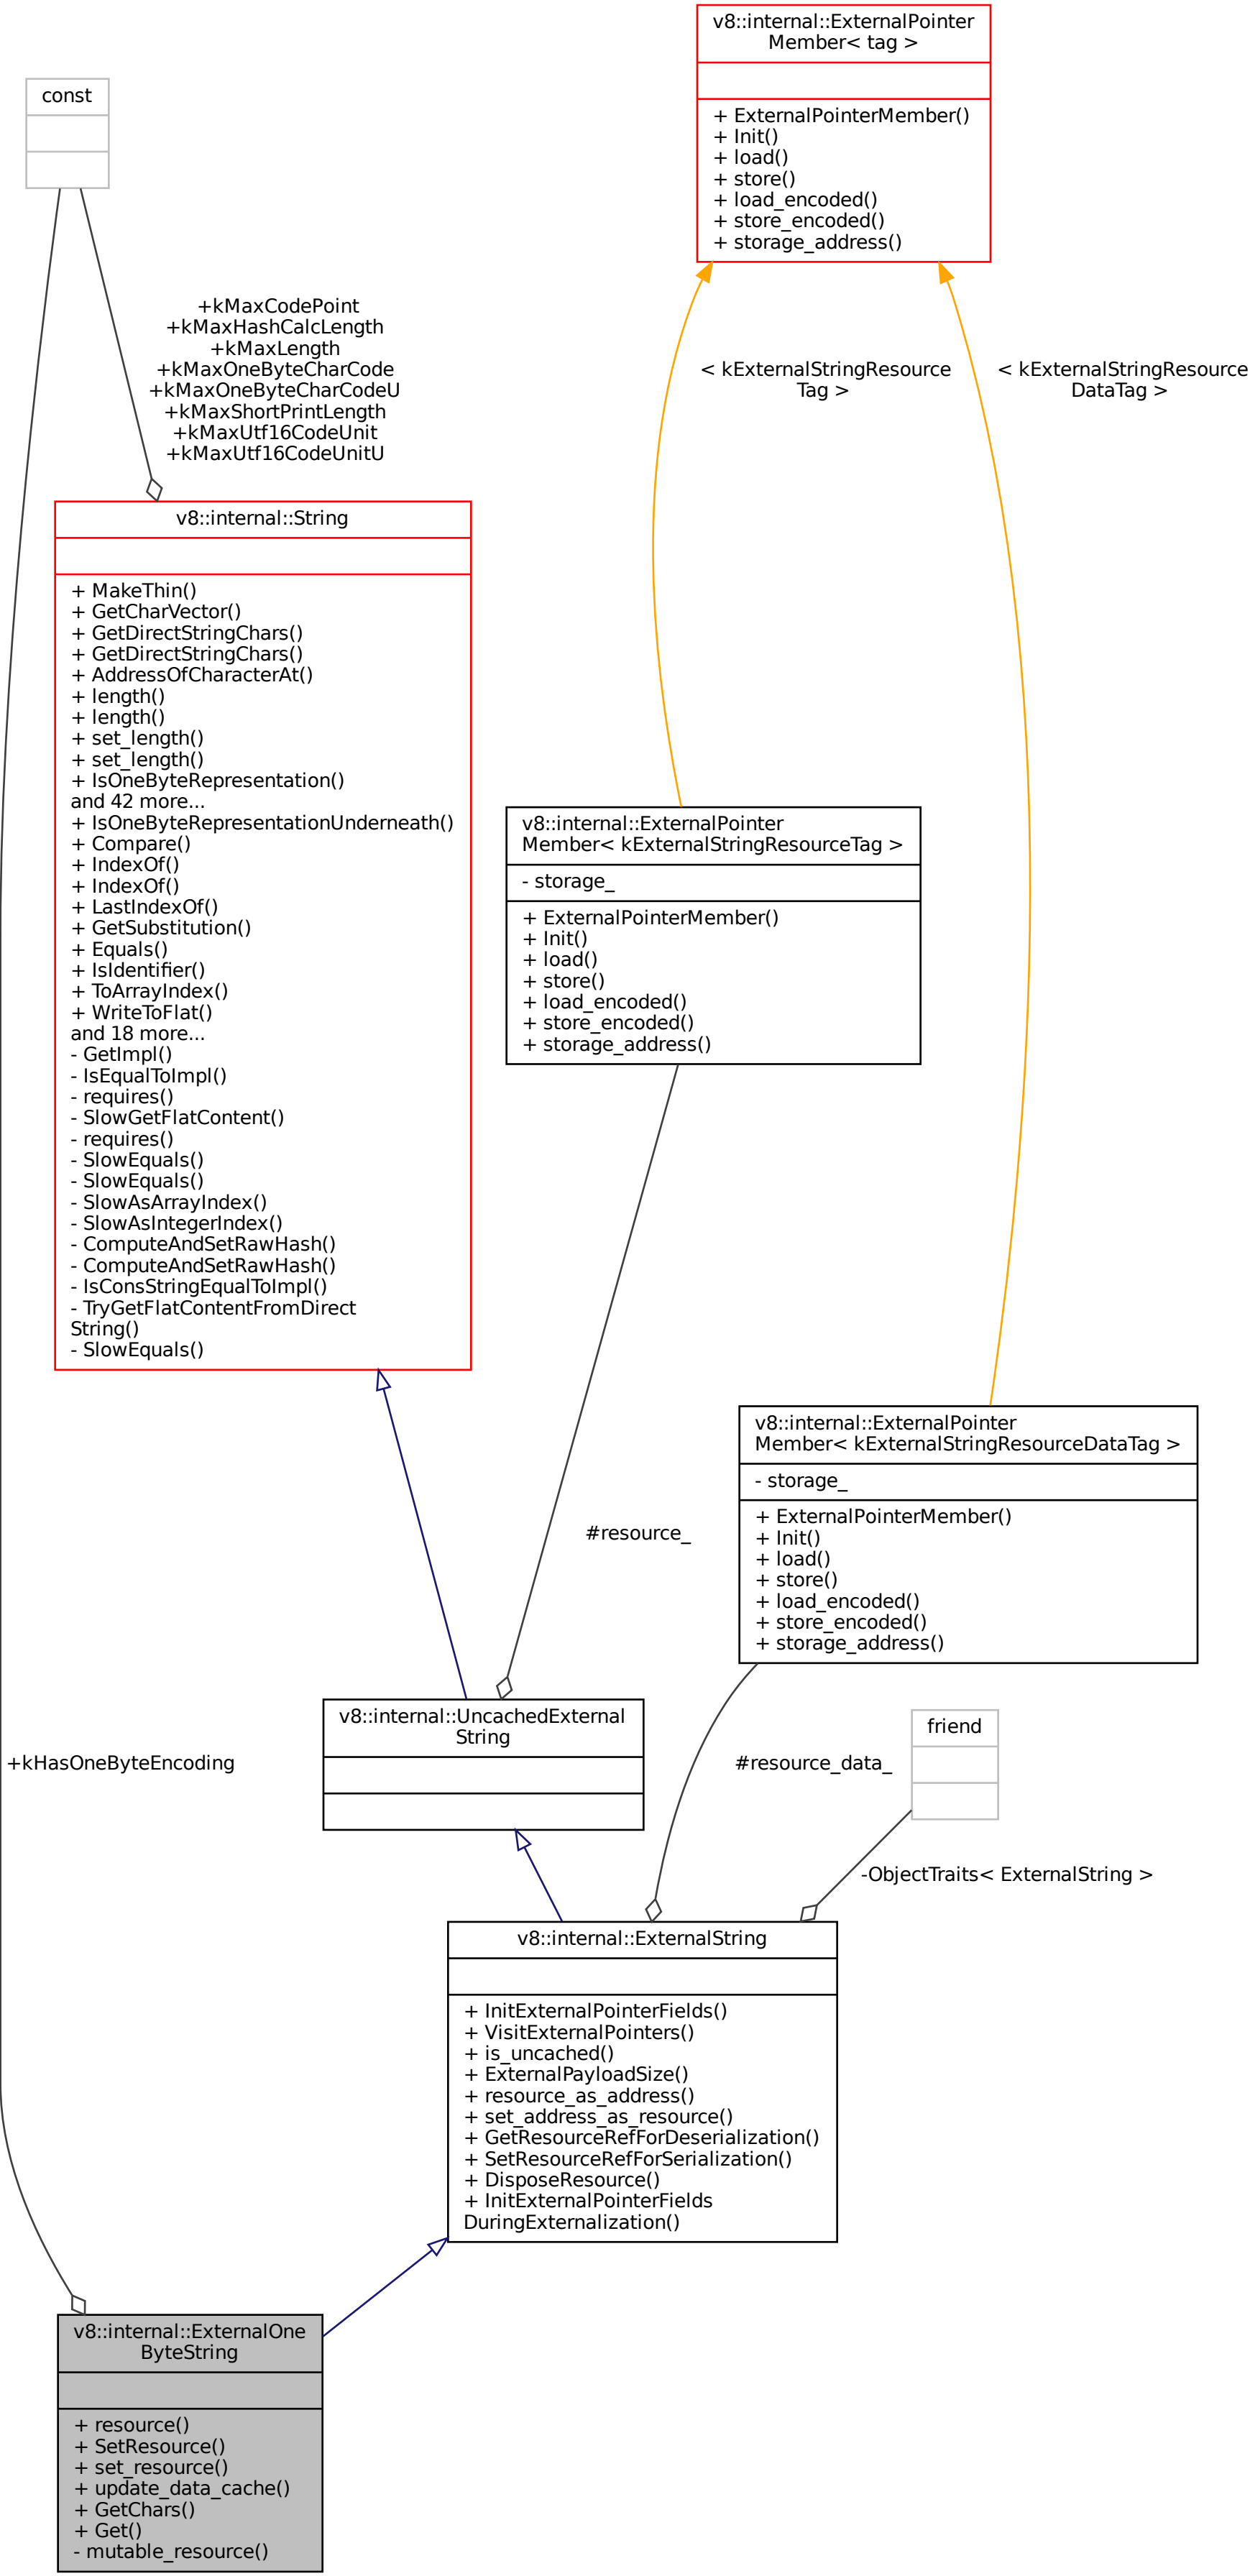 v8::internal::ExternalPointer
Member< tag >
+ ExternalPointerMember()
+ Init()
+ load()
+ store()
+ load_encoded()
+ store_encoded()
+ storage_address()
const
+kMaxCodePoint
+kMaxHashCalcLength
+kMaxLength
+kMaxOneByteCharCode
+kMaxOneByteCharCodeU
+kMaxShortPrintLength
+kMaxUtf16CodeUnit
+kMaxUtf16CodeUnitU
< kExternalStringResource
Tag >
< kExternalStringResource
DataTag >
v8::internal::String
+ MakeThin()
+ GetCharVector()
+ GetDirectStringChars()
+ GetDirectStringChars()
+ AddressOfCharacterAt()
+ length()
+ length()
+ set_length()
+ set_length()
+ IsOneByteRepresentation()
and 42 more...
+ IsOneByteRepresentationUnderneath()
+ Compare()
+ IndexOf()
+ IndexOf()
+ LastIndexOf()
+ GetSubstitution()
+ Equals()
+ IsIdentifier()
+ ToArrayIndex()
+ WriteToFlat()
and 18 more...
- GetImpl()
- IsEqualToImpl()
- requires()
- SlowGetFlatContent()
- requires()
- SlowEquals()
- SlowEquals()
- SlowAsArrayIndex()
- SlowAsIntegerIndex()
- ComputeAndSetRawHash()
- ComputeAndSetRawHash()
- IsConsStringEqualToImpl()
- TryGetFlatContentFromDirect
String()
- SlowEquals()
v8::internal::ExternalPointer
Member< kExternalStringResourceTag >
- storage_
+ ExternalPointerMember()
+ Init()
+ load()
+ store()
+ load_encoded()
+ store_encoded()
+ storage_address()
v8::internal::ExternalPointer
Member< kExternalStringResourceDataTag >
- storage_
+ ExternalPointerMember()
+ Init()
+ load()
+ store()
+ load_encoded()
+ store_encoded()
+ storage_address()
#resource_
v8::internal::UncachedExternal
String
friend
+kHasOneByteEncoding
#resource_data_
-ObjectTraits< ExternalString >
v8::internal::ExternalString
+ InitExternalPointerFields()
+ VisitExternalPointers()
+ is_uncached()
+ ExternalPayloadSize()
+ resource_as_address()
+ set_address_as_resource()
+ GetResourceRefForDeserialization()
+ SetResourceRefForSerialization()
+ DisposeResource()
+ InitExternalPointerFields
DuringExternalization()
v8::internal::ExternalOne
ByteString
+ resource()
+ SetResource()
+ set_resource()
+ update_data_cache()
+ GetChars()
+ Get()
- mutable_resource()